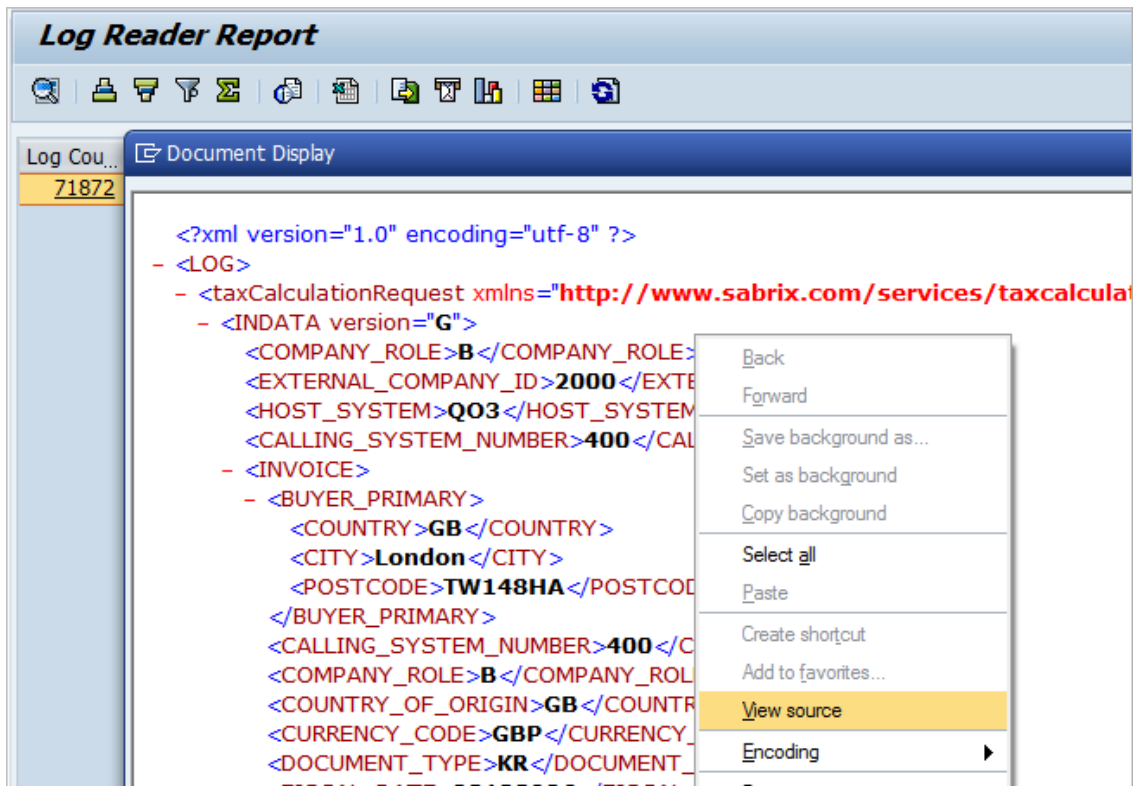 Log Reader Report
Log Cou...
71872
Document Display
<?xml version="1.0" encoding="utf-8" ?>
– <LOG>
– <taxCalculationRequest xmlns="http://www.sabrix.com/services/taxcalculat
– <INDATA version="G">
<COMPANY_ROLE>B</COMPANY_ROLE>
<EXTERNAL_COMPANY_ID>2000</EXTE
<HOST_SYSTEM>QO3</HOST_SYSTEM
<CALLING_SYSTEM_NUMBER>400</CAL
– <INVOICE>
– <BUYER_PRIMARY>
<COUNTRY>GB</COUNTRY>
<CITY>London</CITY>
<POSTCODE>TW148HA</POSTCOD
</BUYER_PRIMARY>
<CALLING_SYSTEM_NUMBER>400</C
<COMPANY_ROLE>B</COMPANY_ROL
<COUNTRY_OF_ORIGIN>GB</COUNTR
<CURRENCY_CODE>GBP</CURRENCY_
<DOCUMENT_TYPE>KR</DOCUMENT_
Back
Forward
Save background as...
Set as background
Copy background
Select all
Paste
Create shortcut
Add to favorites...
View source
Encoding